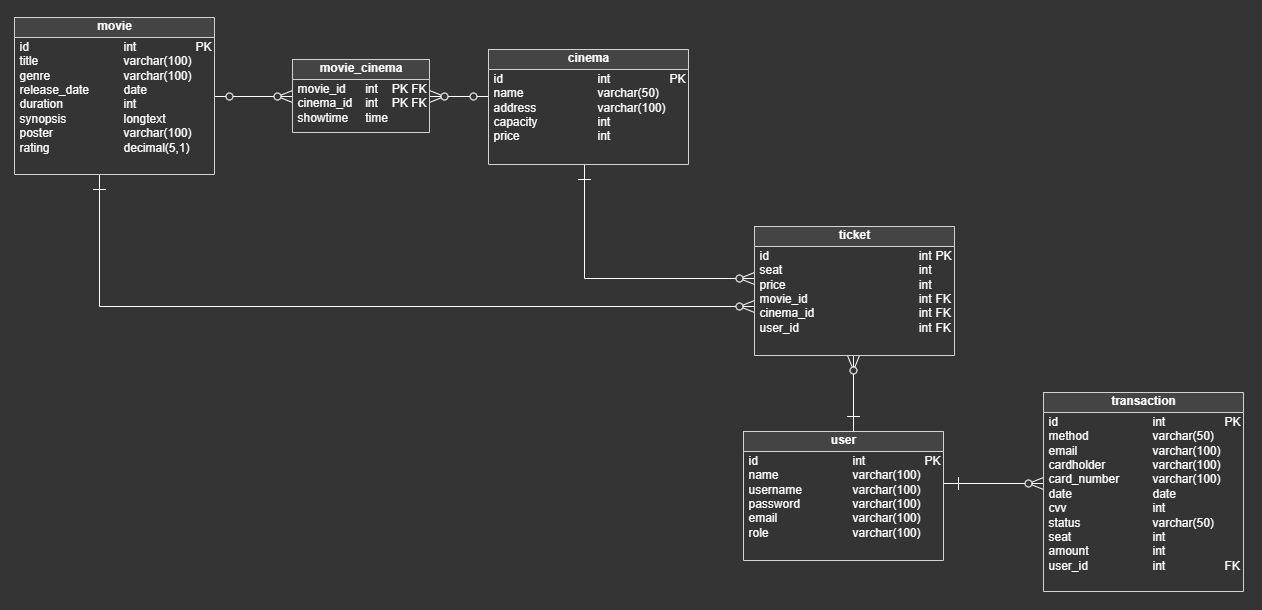 movie
id int PK
title varchar(100)
genre varchar(100)
release_date date
duration int
synopsis longtext
poster varchar(100)
rating decimal(5,1)
movie_cinema
movie_id int PK FK
cinema_id int PK FK
showtime time
cinema
id int PK
name varchar(50)
address varchar(100)
capacity int
price int
ticket
id int PK
seat int
price int
movie_id int FK
cinema_id int FK
user_id int FK
user
id int PK
name varchar(100)
username varchar(100)
password varchar(100)
email varchar(100)
role varchar(100)
transaction
id int PK
method varchar(50)
email varchar(100)
cardholder varchar(100)
card_number varchar(100)
date date
cvv int
status varchar(50)
seat int
amount int
user_id int FK